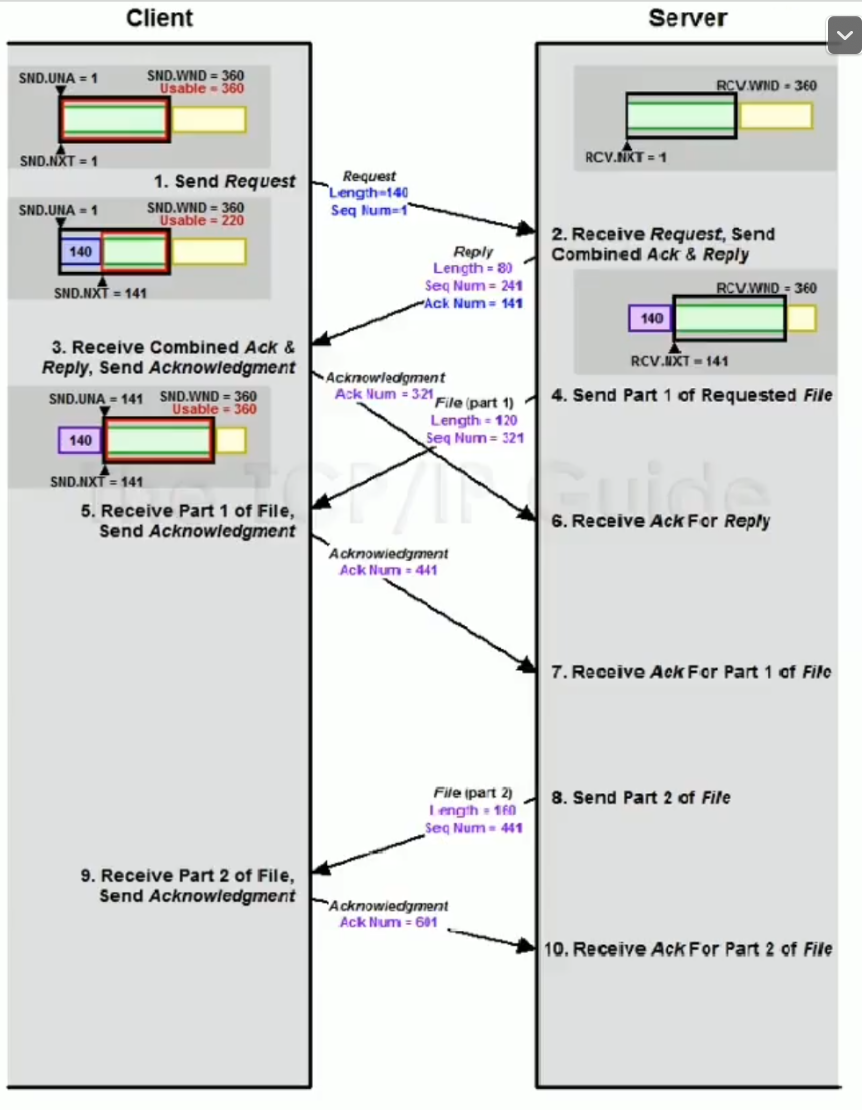 Client
Server
SND.UNA = 1
SND.WND = 360
Usable = 360
SND.NXT = 1
RCV.WND = 360
RCV.NXT = 1
1. Send Request
Request
Length=140
Seq Num=1
SND.UNA = 1
SND.WND = 360
Usable = 220
140
SND.NXT = 141
2. Receive Request, Send
Combined Ack & Reply
Reply
Length = 80
Seq Num = 241
Ack Num = 141
RCV.WND = 360
140
RCV.NXT = 141
3. Receive Combined Ack &
Reply, Send Acknowledgment
Acknowledgment
Ack Num = 321
SND.UNA = 141
SND.WND = 360
Usable = 360
140
SND.NXT = 141
4. Send Part 1 of Requested File
File (part 1)
Length = 120
Seq Num = 321
The TCP/IP Guide
5. Receive Part 1 of File,
Send Acknowledgment
6. Receive Ack For Reply
Acknowledgment
Ack Num = 441
7. Receive Ack For Part 1 of File
8. Send Part 2 of File
File (part 2)
Length = 160
Seq Num = 441
9. Receive Part 2 of File,
Send Acknowledgment
Acknowledgment
Ack Num = 601
10. Receive Ack For Part 2 of File